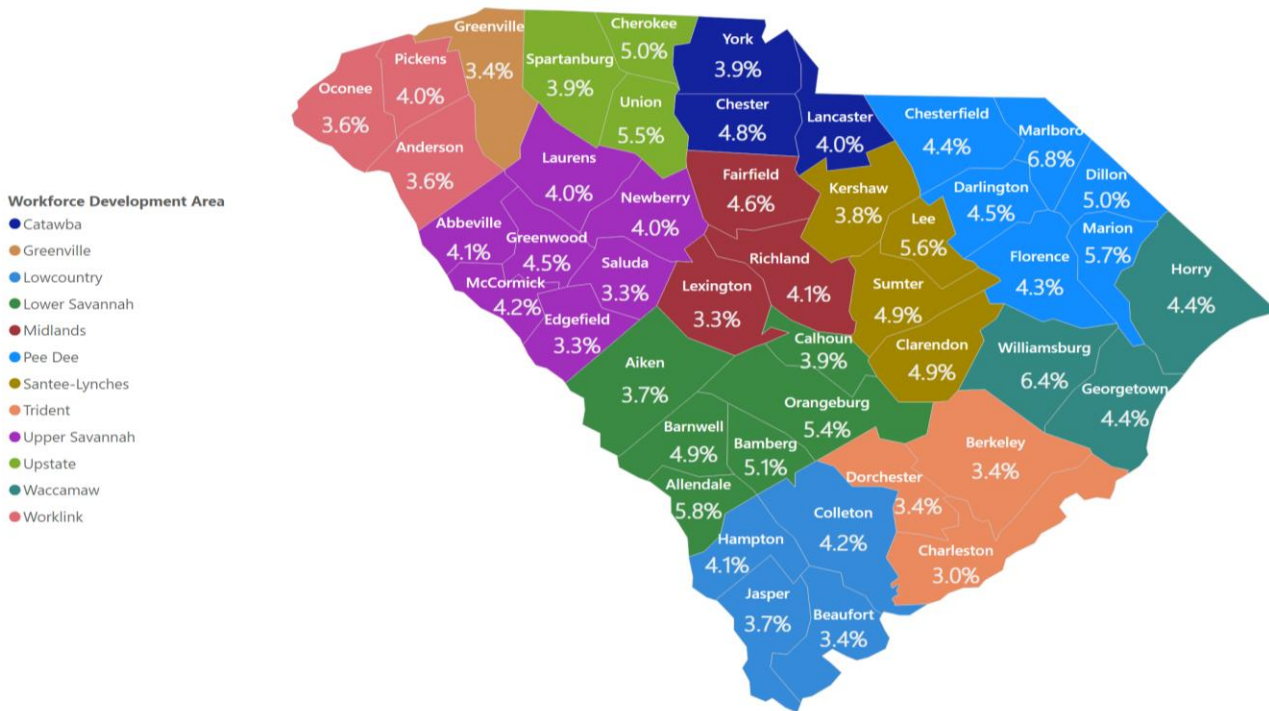 Workforce Development Area
Catawba
Greenville
Lowcountry
Lower Savannah
Midlands
Pee Dee
Santee-Lynches
Trident
Upper Savannah
Upstate
Waccamaw
Worklink
Oconee
3.6%
Pickens
4.0%
Anderson
3.6%
Greenville
3.4%
Spartanburg
3.9%
Cherokee
5.0%
Union
5.5%
York
3.9%
Chester
4.8%
Lancaster
4.0%
Chesterfield
4.4%
Marlboro
6.8%
Dillon
5.0%
Darlington
4.5%
Marion
5.7%
Florence
4.3%
Horry
4.4%
Laurens
4.0%
Newberry
4.0%
Abbeville
4.1%
Greenwood
4.5%
Saluda
3.3%
McCormick
4.2%
Edgefield
3.3%
Fairfield
4.6%
Richland
4.1%
Lexington
3.3%
Kershaw
3.8%
Lee
5.6%
Sumter
4.9%
Clarendon
4.9%
Williamsburg
6.4%
Georgetown
4.4%
Aiken
3.7%
Calhoun
3.9%
Orangeburg
5.4%
Barnwell
4.9%
Bamberg
5.1%
Allendale
5.8%
Berkeley
3.4%
Dorchester
3.4%
Charleston
3.0%
Colleton
4.2%
Hampton
4.1%
Jasper
3.7%
Beaufort
3.4%